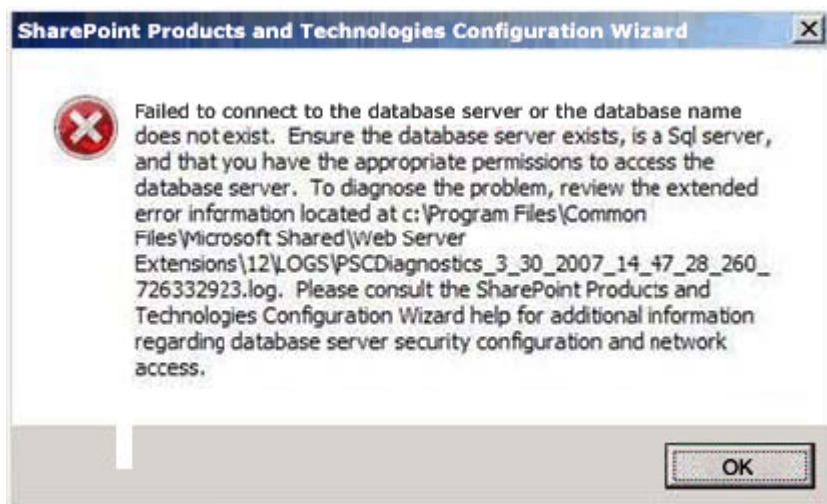 SharePoint Products and Technologies Configuration Wizard
Failed to connect to the database server or the database name
does not exist. Ensure the database server exists, is a Sql server,
and that you have the appropriate permissions to access the
database server. To diagnose the problem, review the extended
error information located at c:\Program Files\Common
Files\Microsoft Shared\Web Server
Extensions\12\LOGS\PSCDiagnostics_3_30_2007_14_47_28_260_
726332923.log. Please consult the SharePoint Products and
Technologies Configuration Wizard help for additional information
regarding database server security configuration and network
access.
OK